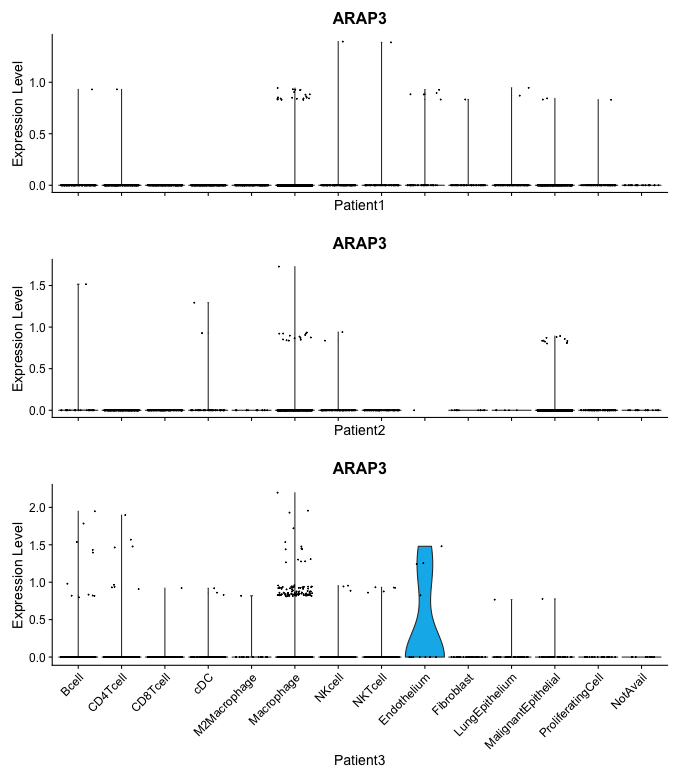 ARAP3
Expression Level
1.0
0.5
0.0
Patient1
ARAP3
Expression Level
1.5
1.0
0.5
0.0
Patient2
ARAP3
Expression Level
2.0
1.5
1.0
0.5
0.0
Bcell
CD4Tcell
CD8Tcell
cDC
M2Macrophage
Macrophage
NKcell
NKTcell
Endothelium
Fibroblast
LungEpithelium
MalignantEpithelial
ProliferatingCell
NotAvail
Patient3